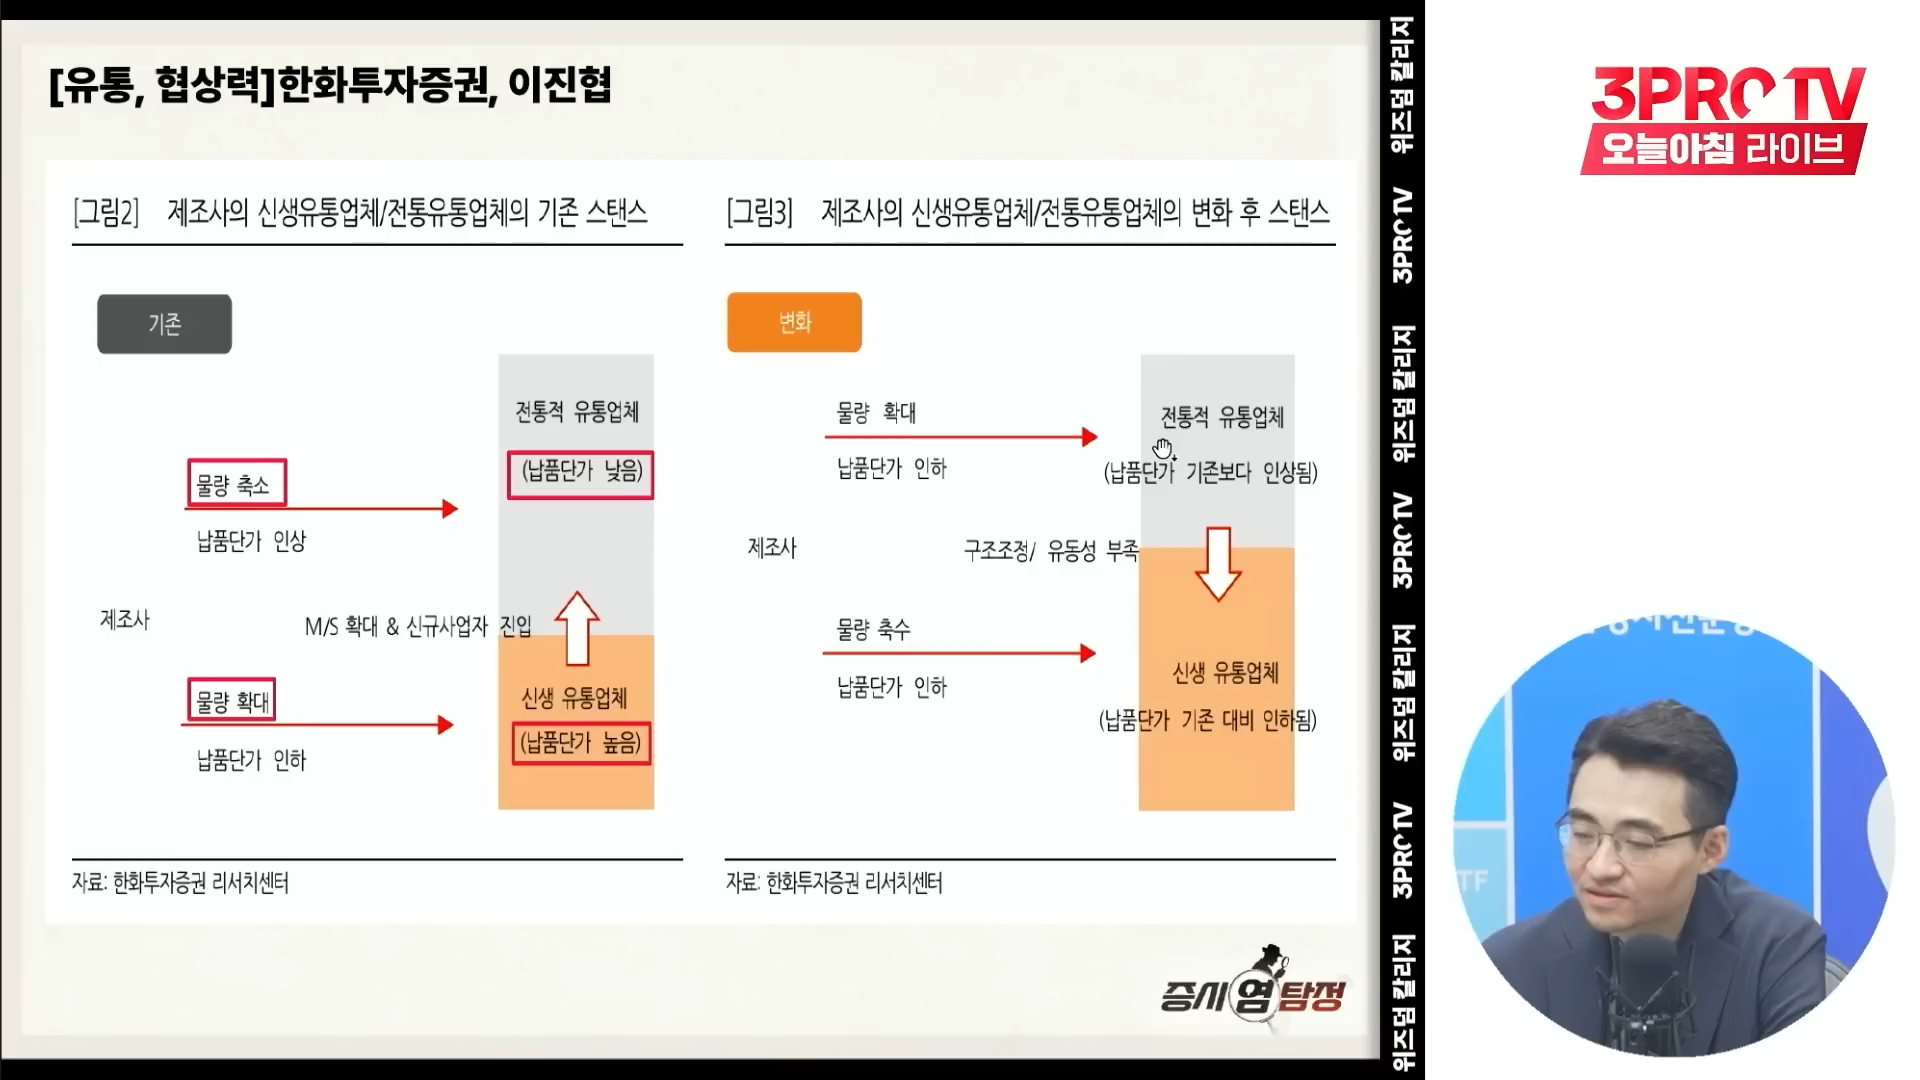 [유통, 협상력]한화투자증권, 이진협
[그림2] 제조사의 신생유통업체/전통유통업체의 기존 스탠스
기존
전통적 유통업체
(납품단가 낮음)
물량 축소
납품단가 인상
제조사
M/S 확대 & 신규사업자 진입
물량 확대
신생 유통업체
(납품단가 높음)
납품단가 인하
자료: 한화투자증권 리서치센터
[그림3] 제조사의 신생유통업체/전통유통업체의 변화 후 스탠스
변화
물량 확대
전통적 유통업체
납품단가 인하
(납품단가 기존보다 인상됨)
제조사
구조조정/ 유동성 부족
물량 축수
신생 유통업체
납품단가 인하
(납품단가 기존 대비 인하됨)
자료: 한화투자증권 리서치센터
증시 염 탐정
위즈덤 칼리지
3PRO TV
위즈덤 칼리지
3PRO TV
위즈덤 칼리지
3PRO TV
위즈덤 칼리지
3PRO TV
오늘아침 라이브
TF